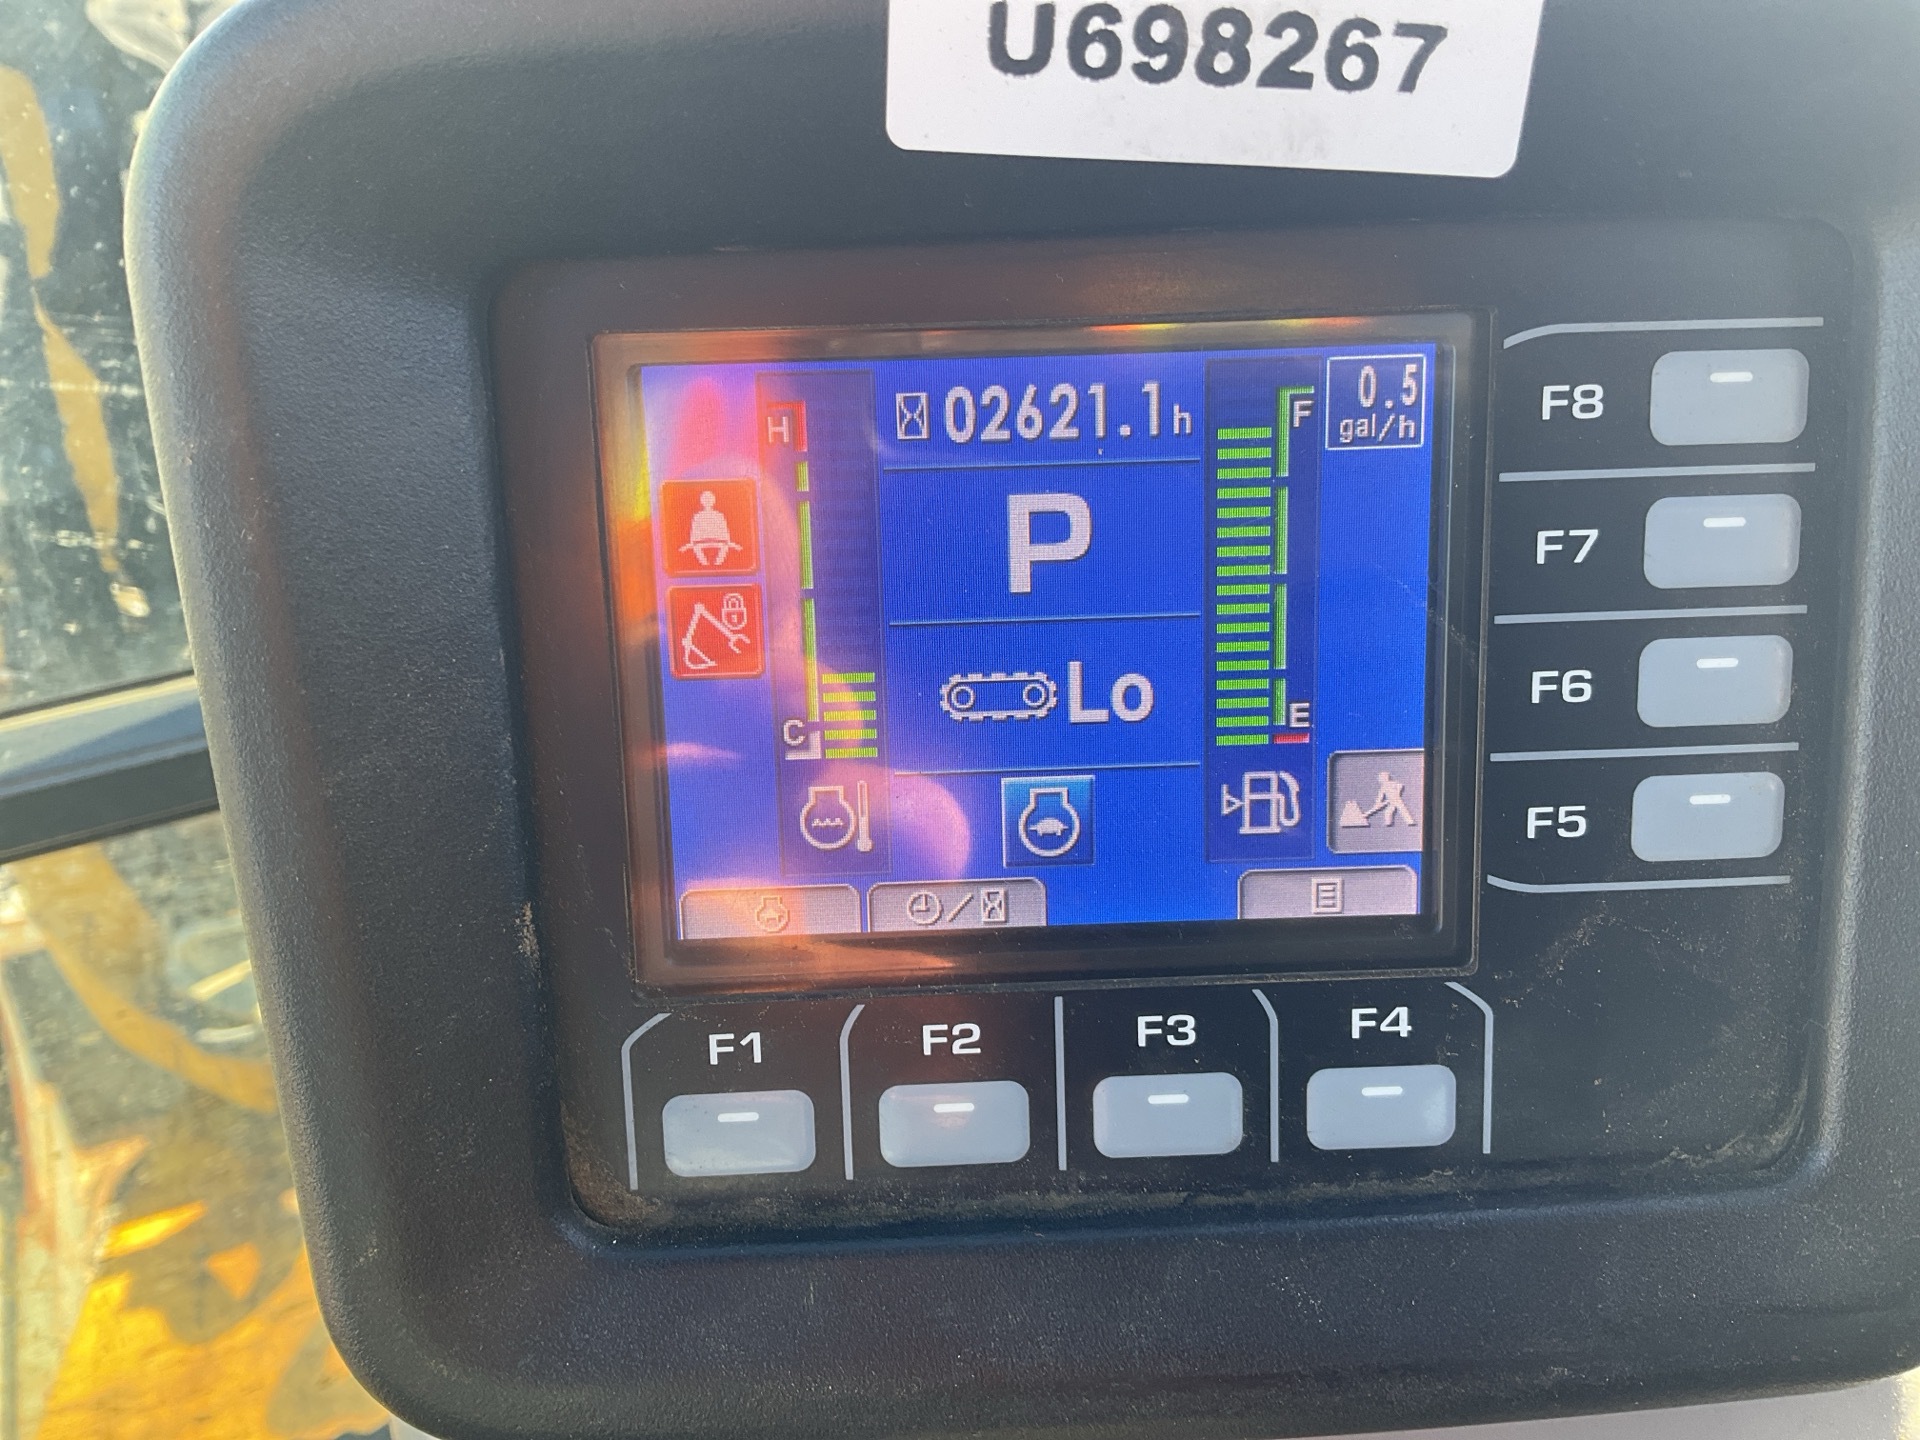 U698267
H
02621.1h
F
0.5
gal/h
P
Lo
C
E
F8
F7
F6
F5
F1
F2
F3
F4